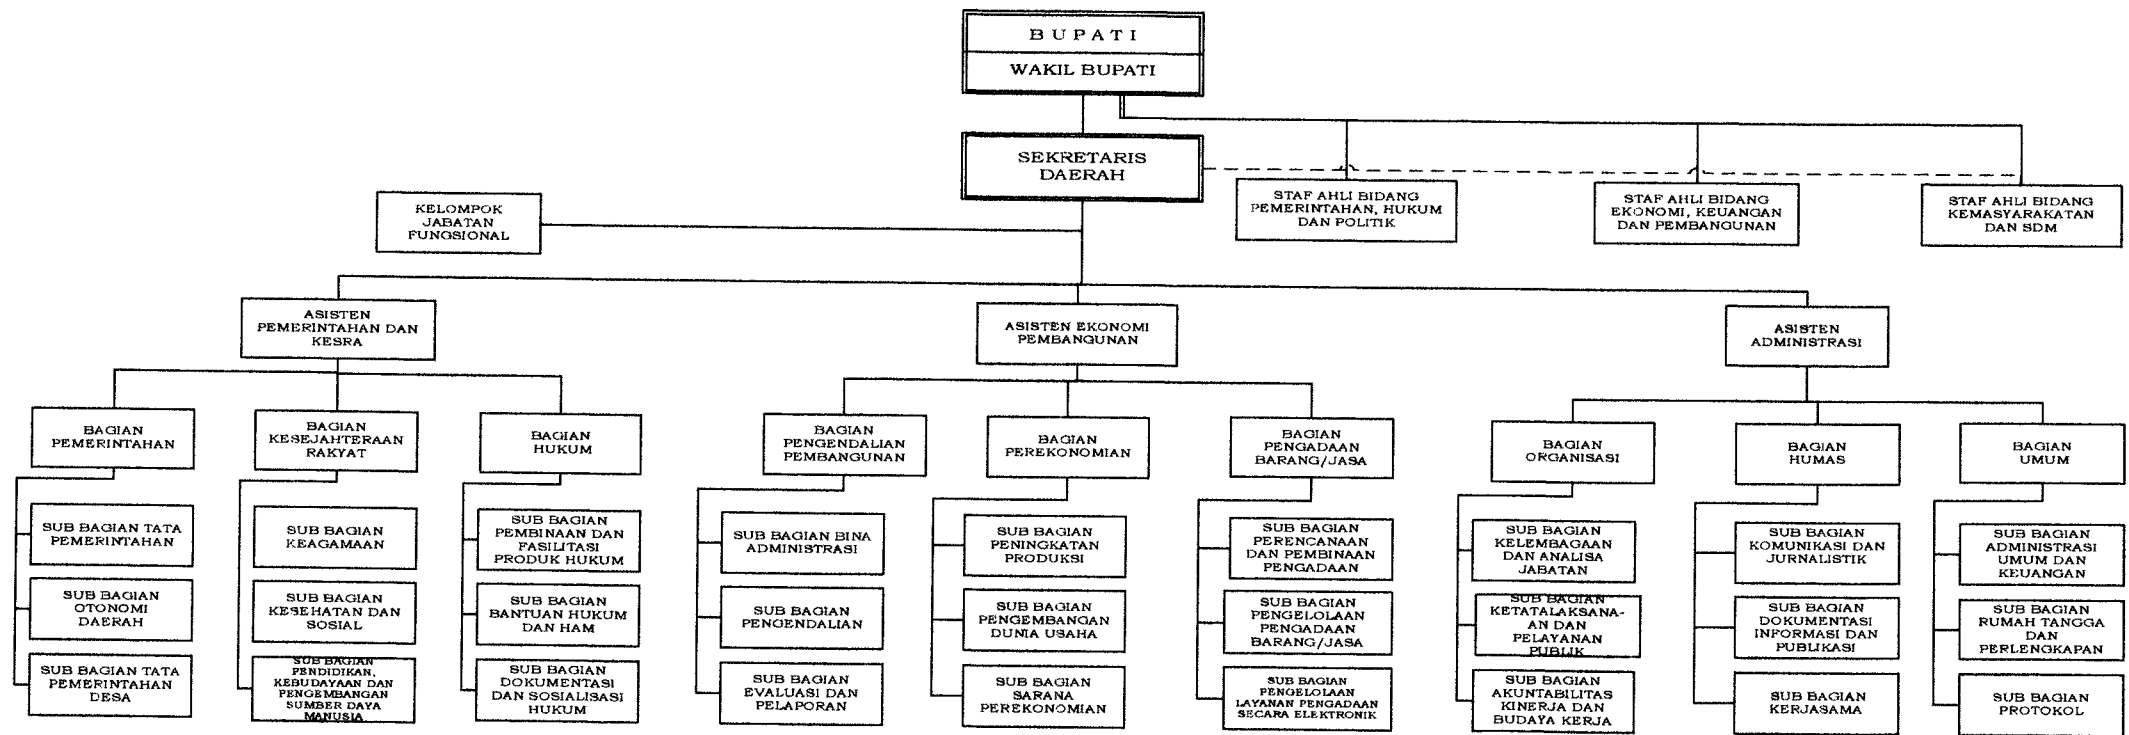 B U P A T I
WAKIL BUPATI
SEKRETARIS
DAERAH
KELOMPOK
JABATAN
FUNGSIONAL
STAF AHLI BIDANG
PEMERINTAHAN, HUKUM
DAN POLITIK
STAF AHLI BIDANG
EKONOMI, KEUANGAN
DAN PEMBANGUNAN
STAF AHLI BIDANG
KEMASYARAKATAN
DAN SDM
ASISTEN
PEMERINTAHAN DAN
KESRA
ASISTEN EKONOMI
PEMBANGUNAN
ASISTEN
ADMINISTRASI
BAGIAN
PEMERINTAHAN
BAGIAN
KESEJAHTERAAN
RAKYAT
BAGIAN
HUKUM
BAGIAN
PENGENDALIAN
PEMBANGUNAN
BAGIAN
PEREKONOMIAN
BAGIAN
PENGADAAN
BARANG/JASA
BAGIAN
ORGANISASI
BAGIAN
HUMAS
BAGIAN
UMUM
SUB BAGIAN TATA
PEMERINTAHAN
SUB BAGIAN
KEAGAMAAN
SUB BAGIAN
PEMBINAAN DAN
FASILITASI
PRODUK HUKUM
SUB BAGIAN BINA
ADMINISTRASI
SUB BAGIAN
PENINGKATAN
PRODUKSI
SUB BAGIAN
PERENCANAAN
DAN PEMBINAAN
PENGADAAN
SUB BAGIAN
KELEMBAGAAN
DAN ANALISA
JABATAN
SUB BAGIAN
KOMUNIKASI DAN
JURNALISTIK
SUB BAGIAN
ADMINISTRASI
UMUM DAN
KEUANGAN
SUB BAGIAN
OTONOMI
DAERAH
SUB BAGIAN
KESEHATAN DAN
SOSIAL
SUB BAGIAN
BANTUAN HUKUM
DAN HAM
SUB BAGIAN
PENGENDALIAN
SUB BAGIAN
PENGEMBANGAN
DUNIA USAHA
SUB BAGIAN
PENGELOLAAN
PENGADAAN
BARANG/JASA
SUB BAGIAN
KETATALAKSANA-
AN DAN
PELAYANAN
PUBLIK
SUB BAGIAN
DOKUMENTASI
INFORMASI DAN
PUBLIKASI
SUB BAGIAN
RUMAH TANGGA
DAN
PERLENGKAPAN
SUB BAGIAN TATA
PEMERINTAHAN
DESA
SUB BAGIAN
PENDIDIKAN,
KEBUDAYAAN DAN
PENGEMBANGAN
SUMBER DAYA
MANUSIA
SUB BAGIAN
DOKUMENTASI
DAN SOSIALISASI
HUKUM
SUB BAGIAN
EVALUASI DAN
PELAPORAN
SUB BAGIAN
SARANA
PEREKONOMIAN
SUB BAGIAN
PENGELOLAAN
LAYANAN PENGADAAN
SECARA ELEKTRONIK
SUB BAGIAN
AKUNTABILITAS
KINERJA DAN
BUDAYA KERJA
SUB BAGIAN
KERJASAMA
SUB BAGIAN
PROTOKOL